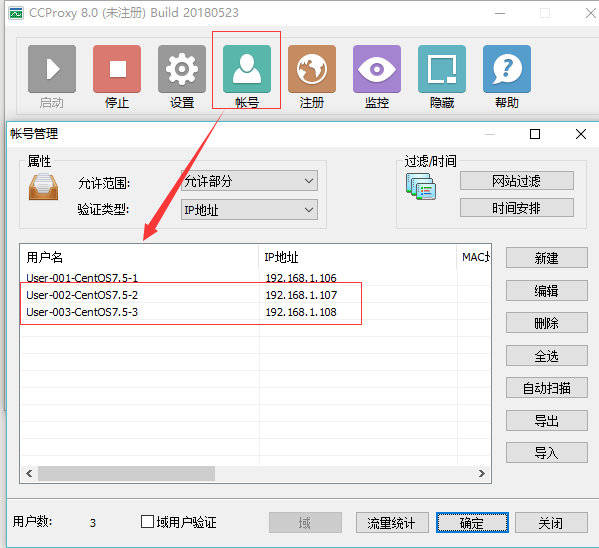 CCProxy 8.0 (未注册) Build 20180523
启动 停止 设置 帐号 注册 监控 隐藏 帮助
帐号管理
属性
允许范围: 允许部分
验证类型: IP地址
过滤/时间
网站过滤
时间安排
用户名 IP地址 MAC
User-001-CentOS7.5-1 192.168.1.106
User-002-CentOS7.5-2 192.168.1.107
User-003-CentOS7.5-3 192.168.1.108
新建
编辑
删除
全选
自动扫描
导出
导入
用户数: 3 域用户验证 域 流量统计 确定 关闭